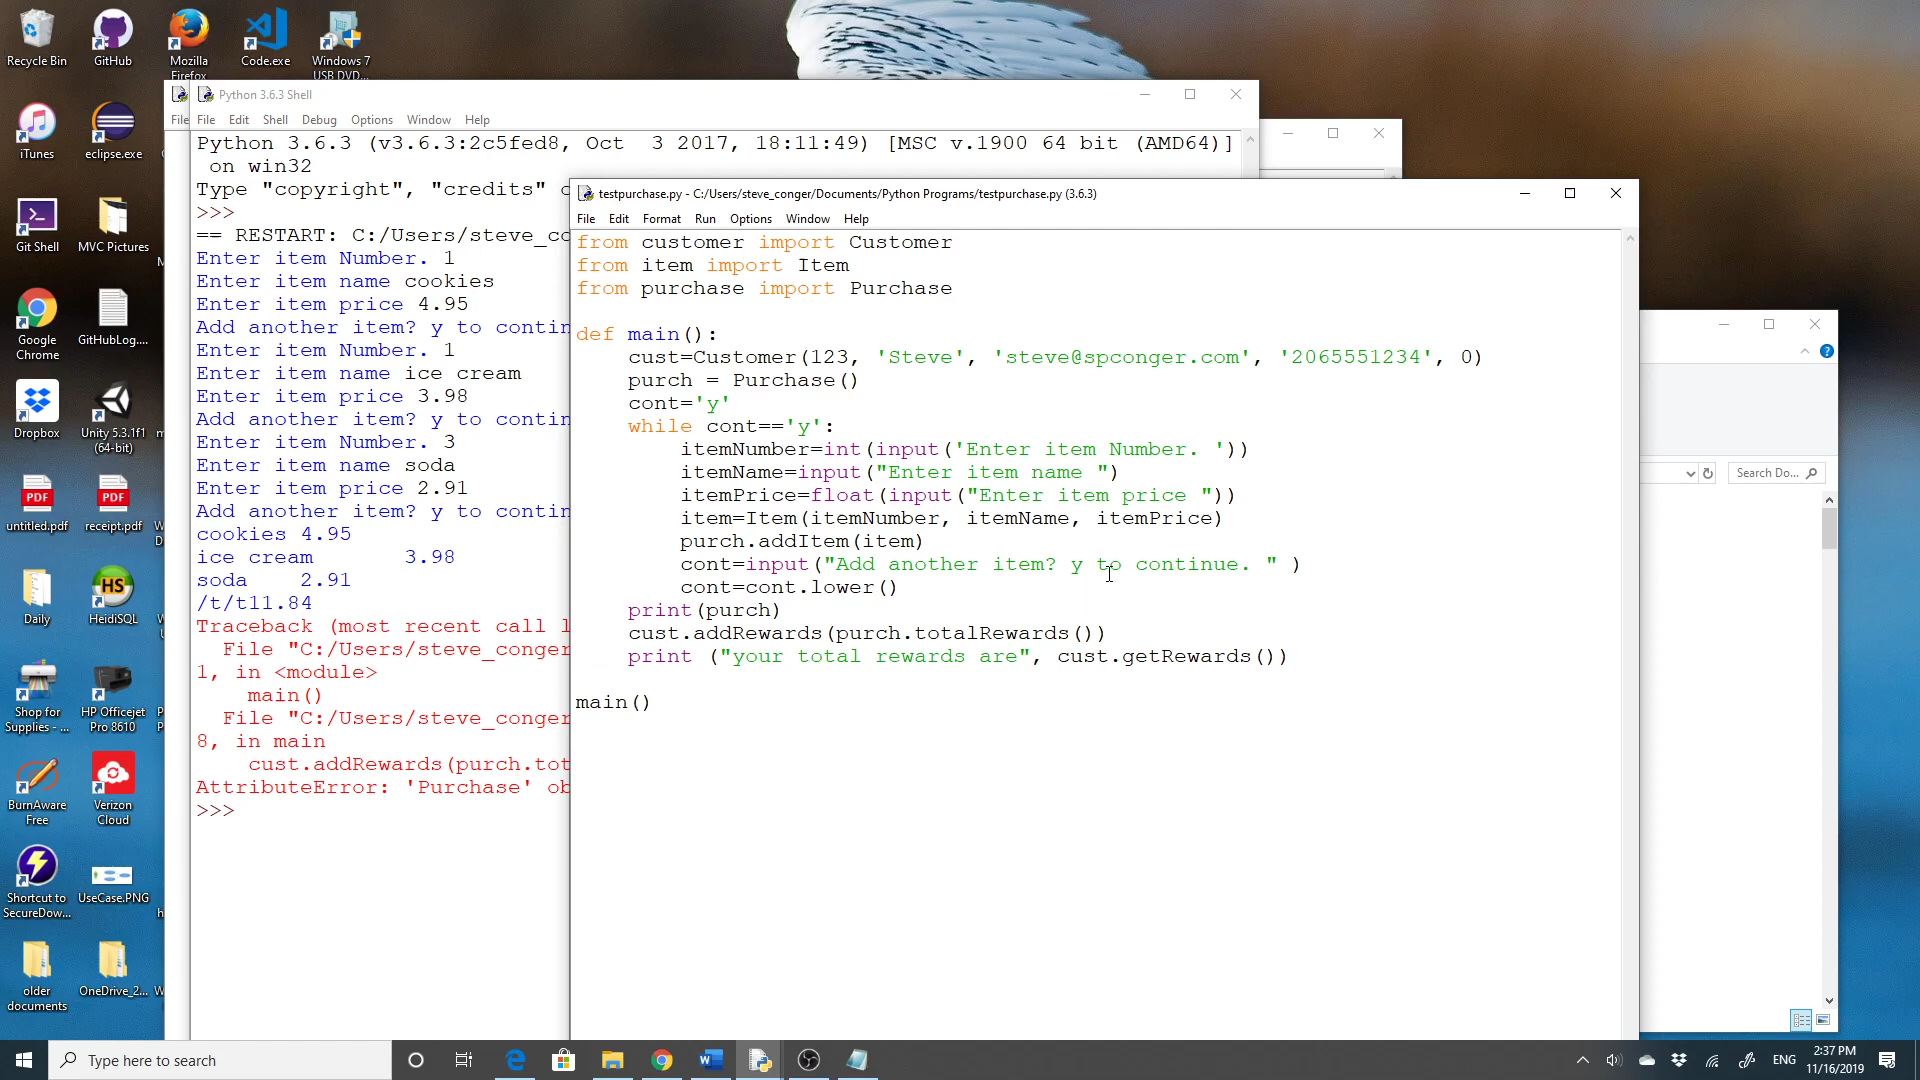 Recycle Bin
GitHub
Mozilla
Firefox
Code.exe
Windows 7
USB DVD...
iTunes
eclipse.exe
Git Shell
MVC Pictures
Google
Chrome
GitHubLog....
Dropbox
Unity 5.3.1f1
(64-bit)
PDF
untitled.pdf
PDF
receipt.pdf
Daily
HS
HeidiSQL
Shop for
Supplies - ...
HP Officejet
Pro 8610
BurnAware
Free
Verizon
Cloud
Shortcut to
SecureDow...
UseCase.PNG
older
documents
OneDrive_2...
File
Python 3.6.3 Shell
File Edit Shell Debug Options Window Help
Python 3.6.3 (v3.6.3:2c5fed8, Oct  3 2017, 18:11:49) [MSC v.1900 64 bit (AMD64)]
 on win32
Type "copyright", "credits"
>>>
== RESTART: C:/Users/steve_co
Enter item Number. 1
Enter item name cookies
Enter item price 4.95
Add another item? y to contin
Enter item Number. 1
Enter item name ice cream
Enter item price 3.98
Add another item? y to contin
Enter item Number. 3
Enter item name soda
Enter item price 2.91
Add another item? y to contin
cookies 4.95
ice cream       3.98
soda    2.91
/t/t11.84
Traceback (most recent call l
  File "C:/Users/steve_conger
1, in <module>
    main()
  File "C:/Users/steve_conger
8, in main
    cust.addRewards(purch.tot
AttributeError: 'Purchase' ob
>>>
testpurchase.py - C:/Users/steve_conger/Documents/Python Programs/testpurchase.py (3.6.3)
File Edit Format Run Options Window Help
from customer import Customer
from item import Item
from purchase import Purchase
def main():
    cust=Customer(123, 'Steve', 'steve@spconger.com', '2065551234', 0)
    purch = Purchase()
    cont='y'
    while cont=='y':
        itemNumber=int(input('Enter item Number. '))
        itemName=input("Enter item name ")
        itemPrice=float(input("Enter item price "))
        item=Item(itemNumber, itemName, itemPrice)
        purch.addItem(item)
        cont=input("Add another item? y to continue. " )
        cont=cont.lower()
    print(purch)
    cust.addRewards(purch.totalRewards())
    print ("your total rewards are", cust.getRewards())
main()
Search Do...
Type here to search
ENG
2:37 PM
11/16/2019